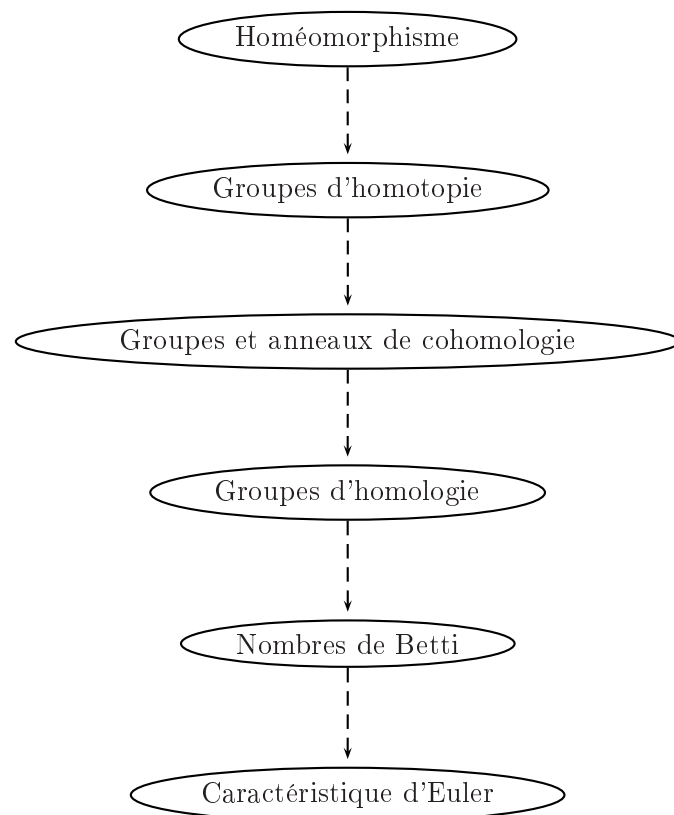 Homéomorphisme
Groupes d'homotopie
Groupes et anneaux de cohomologie
Groupes d'homologie
Nombres de Betti
Caractéristique d'Euler